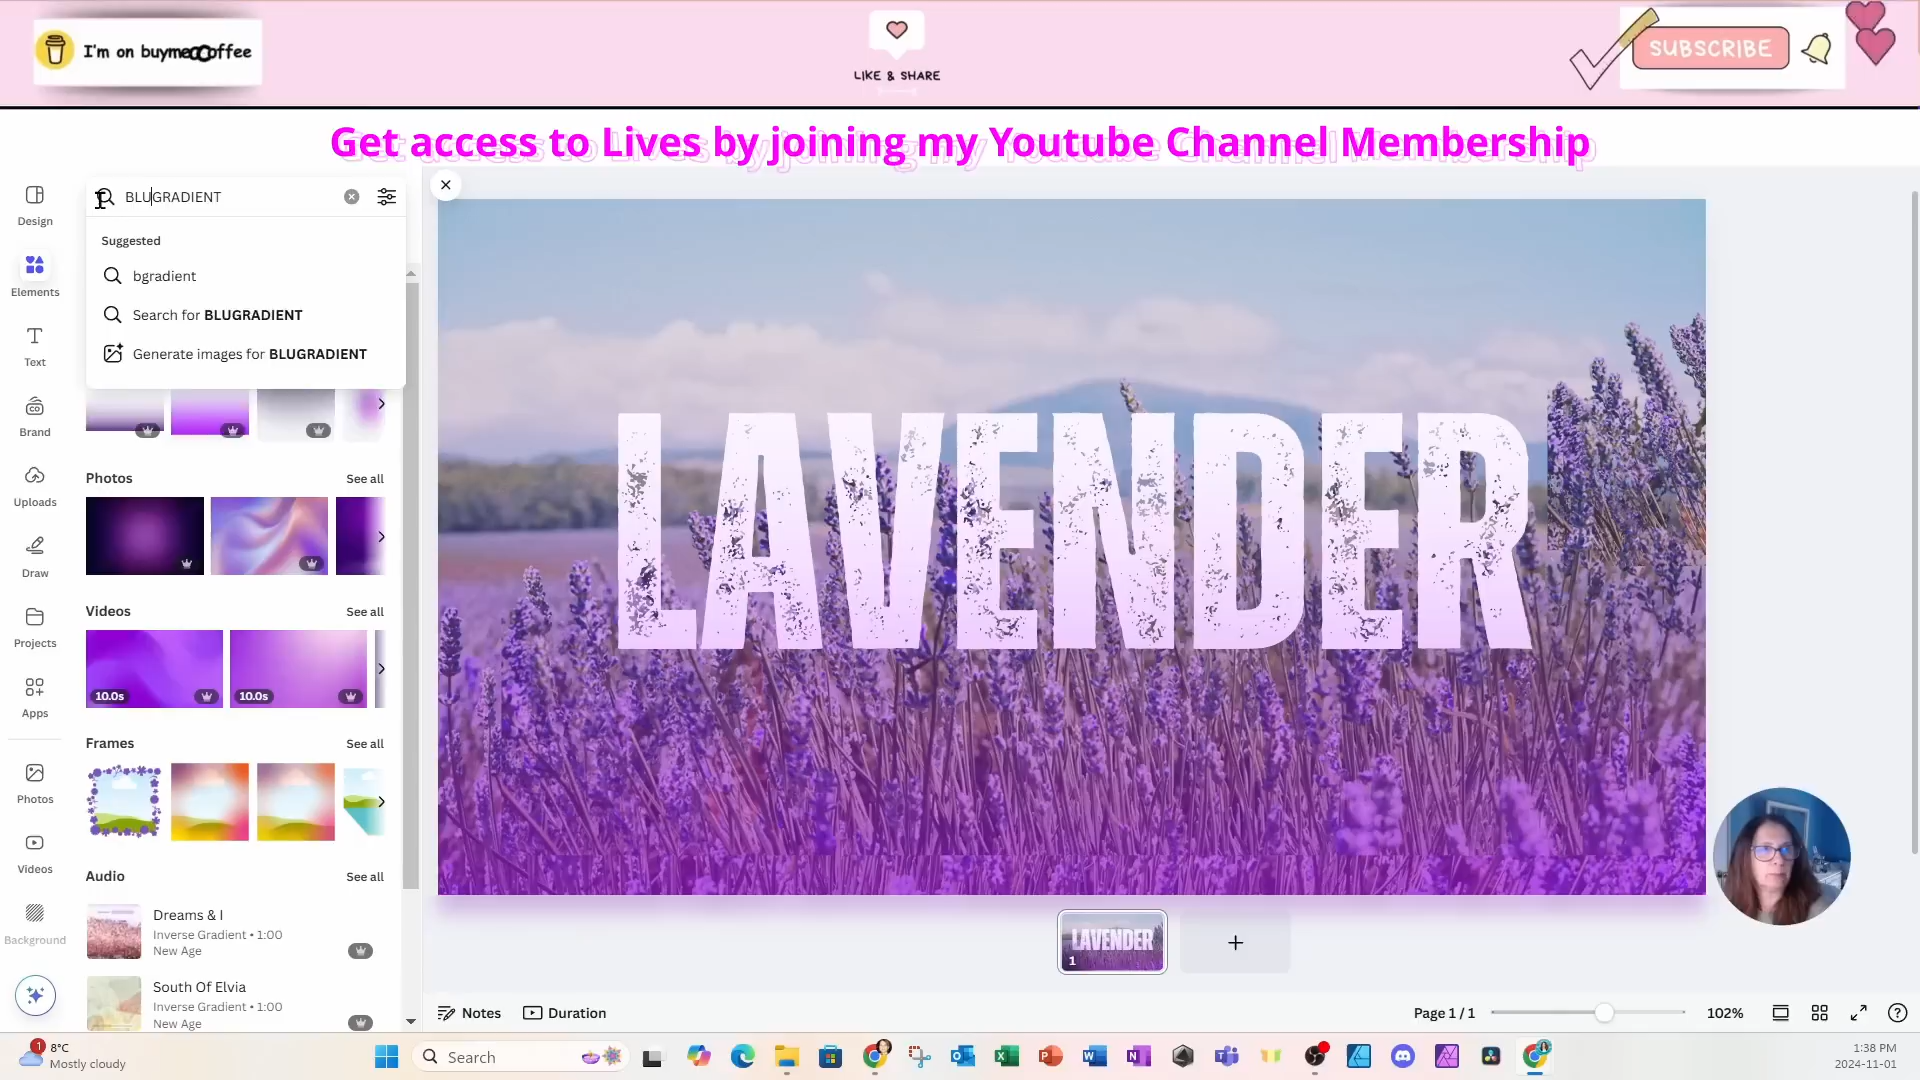 I'm on buymeacoffee
LIKE & SHARE
SUBSCRIBE
Get access to Lives by joining my Youtube Channel Membership
Design
Elements
Text
Brand
Uploads
Draw
Projects
Apps
Photos
Videos
Background
BLUGRADIENT
Suggested
bgradient
Search for BLUGRADIENT
Generate images for BLUGRADIENT
Photos
See all
Videos
See all
10.0s
10.0s
Frames
See all
Audio
See all
Dreams & I
Inverse Gradient • 1:00
New Age
South Of Elvia
Inverse Gradient • 1:00
New Age
LAVENDER
LAVENDER
1
Notes
Duration
Page 1 / 1
102%
1
8°C
Mostly cloudy
Search
1:38 PM
2024-11-01